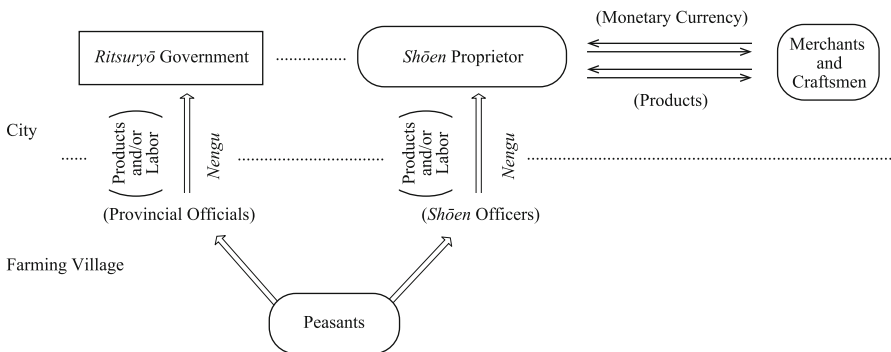 (Monetary Currency)
Ritsuryō Government
Shōen Proprietor
Merchants
and
Craftsmen
(Products)
City
Products
and/or
Labor
Nengu
Products
and/or
Labor
Nengu
(Provincial Officials)
(Shōen Officers)
Farming Village
Peasants